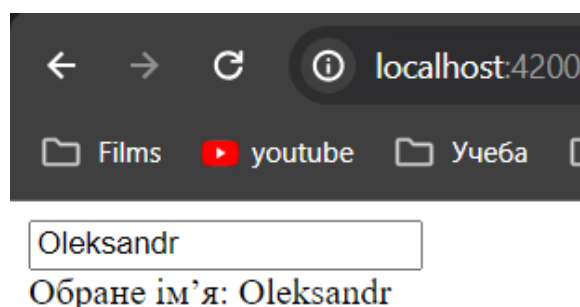 localhost:4200
Films youtube Учеба
Oleksandr
Обране ім’я: Oleksandr